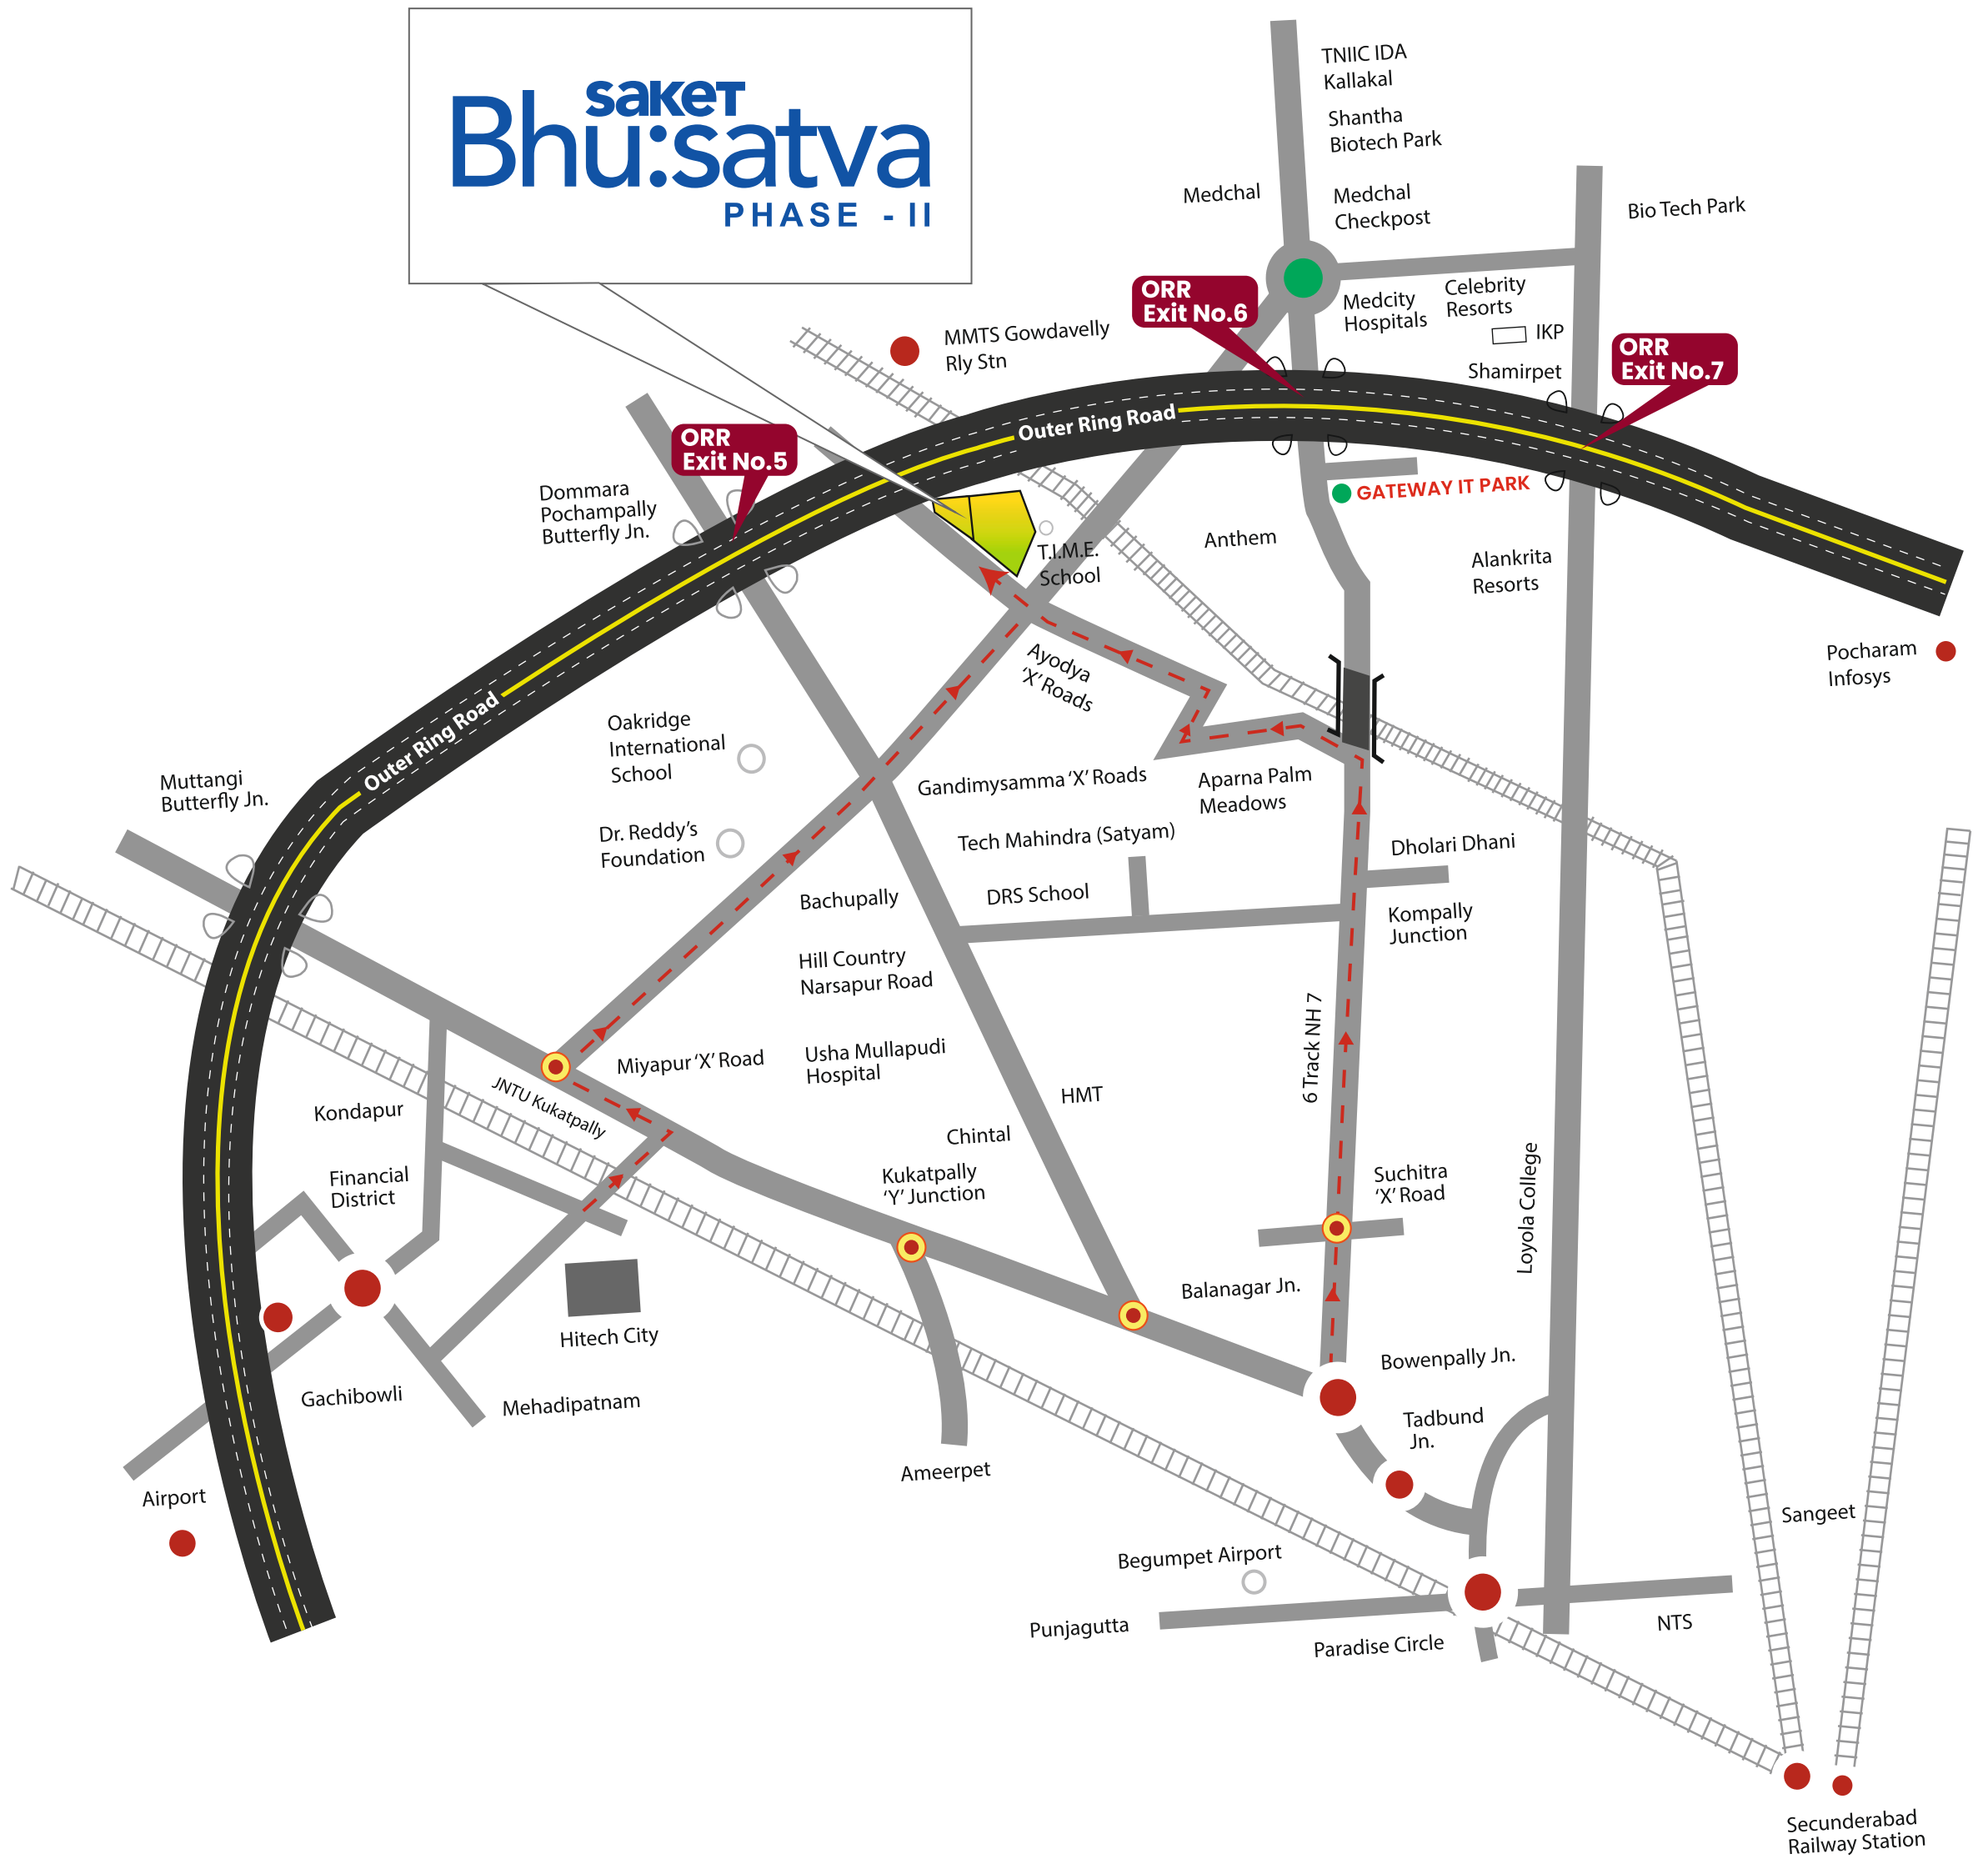 saket
Bhu:satva
PHASE - II
TNIIC IDA
Kallakal
Shantha
Biotech Park
Medchal
Medchal
Checkpost
Bio Tech Park
ORR
Exit No.6
Medcity
Hospitals
Celebrity
Resorts
IKP
MMTS Gowdavelly
Rly Stn
Shamirpet
ORR
Exit No.7
Outer Ring Road
ORR
Exit No.5
Dommara
Pochampally
Butterfly Jn.
GATEWAY IT PARK
T.I.M.E.
School
Anthem
Alankrita
Resorts
Pocharam
Infosys
Ayodya
‘X’ Roads
Outer Ring Road
Oakridge
International
School
Muttangi
Butterfly Jn.
Gandimysamma ‘X’ Roads
Aparna Palm
Meadows
Dr. Reddy’s
Foundation
Tech Mahindra (Satyam)
Dholari Dhani
Bachupally
DRS School
Kompally
Junction
Hill Country
Narsapur Road
6 Track NH 7
Miyapur ‘X’ Road
Usha Mullapudi
Hospital
JNTU Kukatpally
Kondapur
HMT
Chintal
Financial
District
Kukatpally
‘Y’ Junction
Suchitra
‘X’ Road
Loyola College
Balanagar Jn.
Hitech City
Bowenpally Jn.
Gachibowli
Mehadipatnam
Tadbund
Jn.
Ameerpet
Airport
Sangeet
Begumpet Airport
Punjagutta
Paradise Circle
NTS
Secunderabad
Railway Station